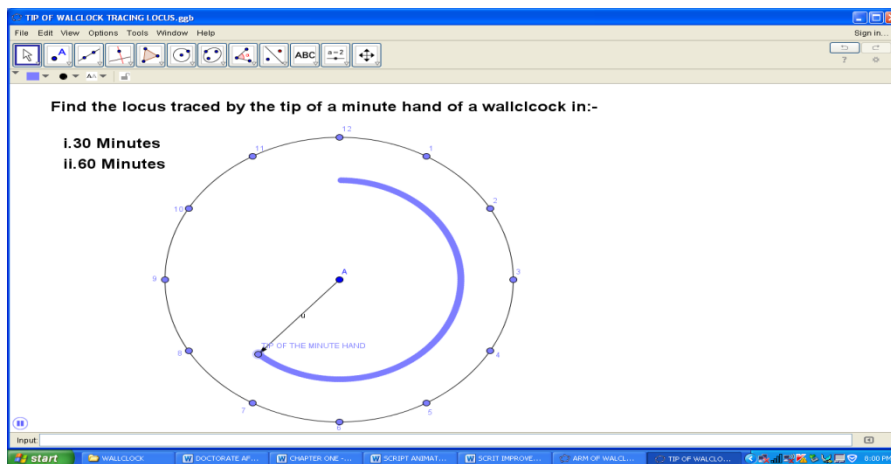 TIP OF WALCLOCK TRACING LOCUS.ggb
File Edit View Options Tools Window Help
Sign in...
ABC
a=2
AA
Find the locus traced by the tip of a minute hand of a wallclcock in:-
i.30 Minutes
ii.60 Minutes
12
11
1
10
2
A
9
3
u
TIP OF THE MINUTE HAND
8
4
7
5
6
Input:
start
WALLCLOCK
DOCTORATE AF...
CHAPTER ONE -...
SCRIPT ANIMAT...
SCRIT IMPROVE...
ARM OF WALCL...
TIP OF WALCLO...
8:00 PM